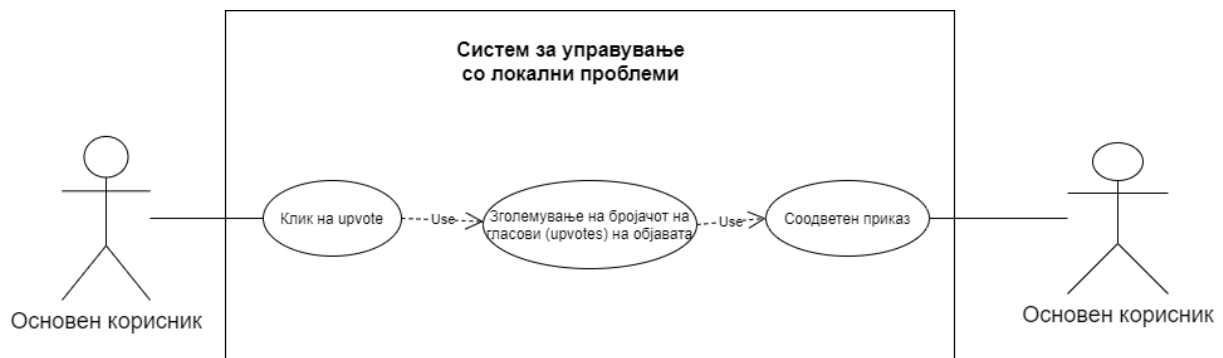 Систем за управување
со локални проблеми
Клик на upvote
Use
Зголемување на бројачот на
гласови (upvotes) на објавата
Use
Соодветен приказ
Основен корисник
Основен корисник